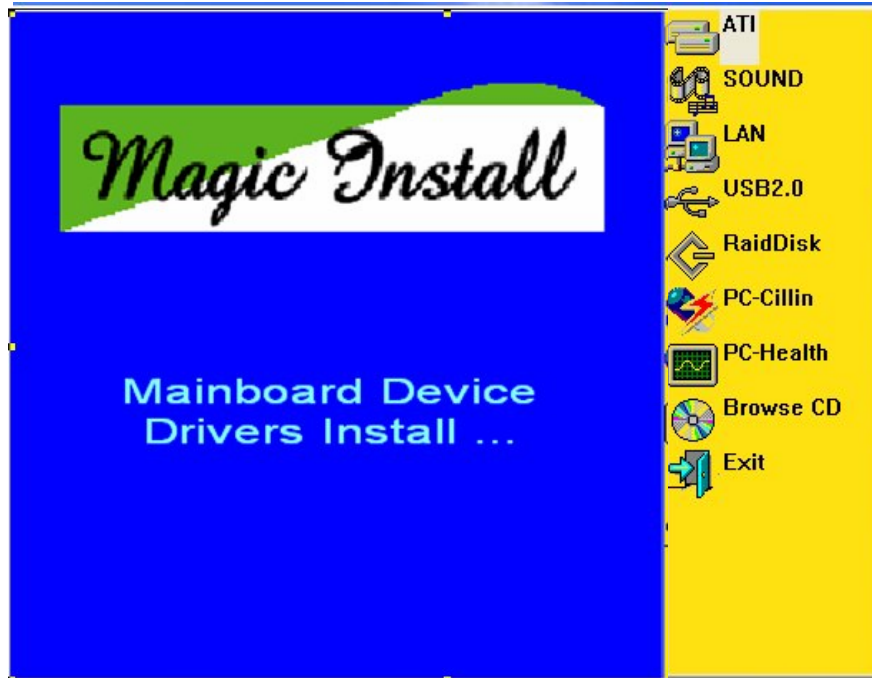 Magic Install
Mainboard Device
Drivers Install ...
ATI
SOUND
LAN
USB2.0
RaidDisk
PC-Cillin
PC-Health
Browse CD
Exit